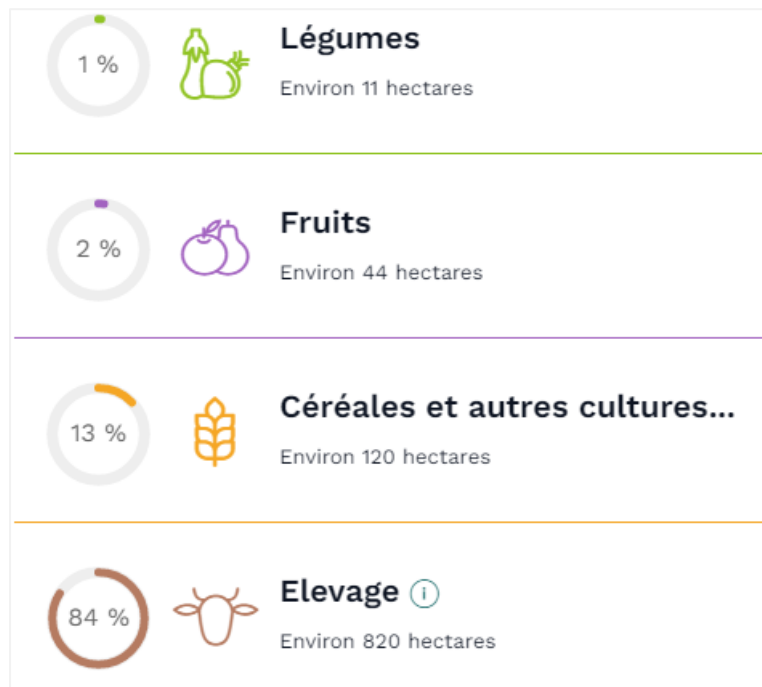 1 %
Légumes
Environ 11 hectares
2 %
Fruits
Environ 44 hectares
13 %
Céréales et autres cultures...
Environ 120 hectares
84 %
Elevage i
Environ 820 hectares